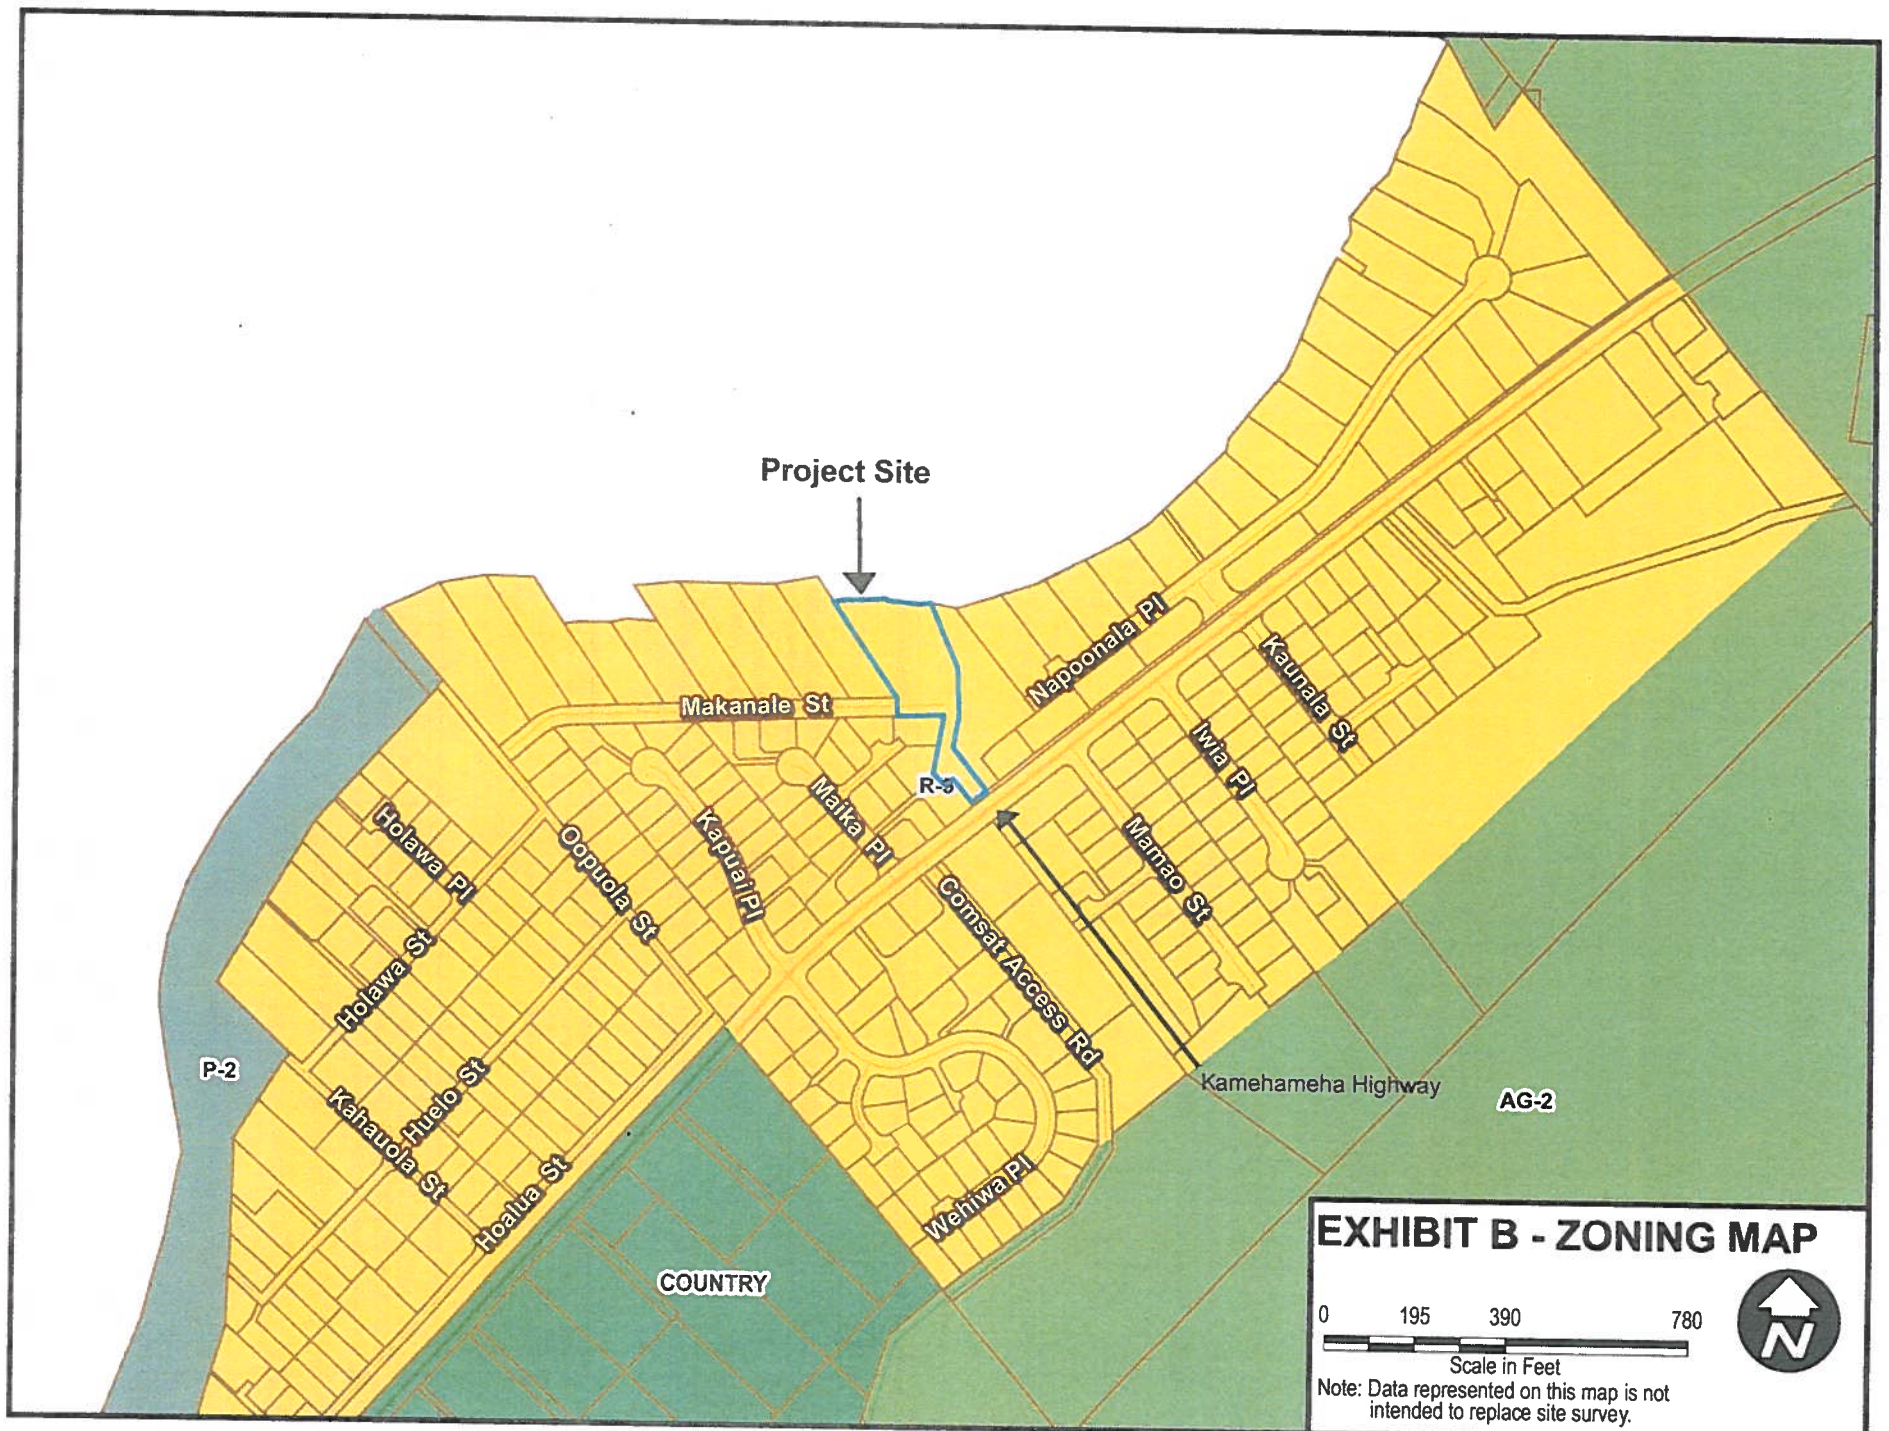 Project Site
Napoonala Pl
Kaunala St
Makanale St
Iwia Pl
R-5
Maika Pl
Kapuai Pl
Oopuola St
Holawa Pl
Mamao St
Comsat Access Rd
Holawa St
P-2
Huelo St
Kahauola St
Kamehameha Highway
AG-2
Hoalua St
Wehiwa Pl
COUNTRY
EXHIBIT B - ZONING MAP
0 195 390 780
Scale in Feet
N
Note: Data represented on this map is not
intended to replace site survey.